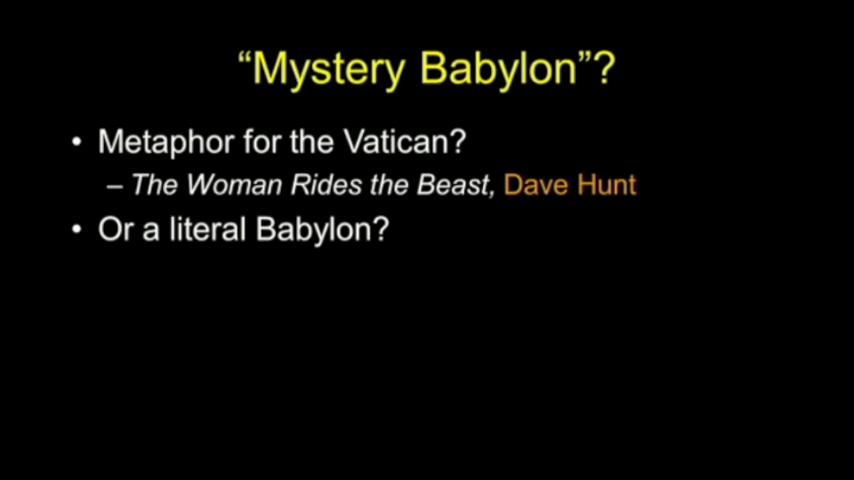 “Mystery Babylon”?
• Metaphor for the Vatican?
– The Woman Rides the Beast, Dave Hunt
• Or a literal Babylon?